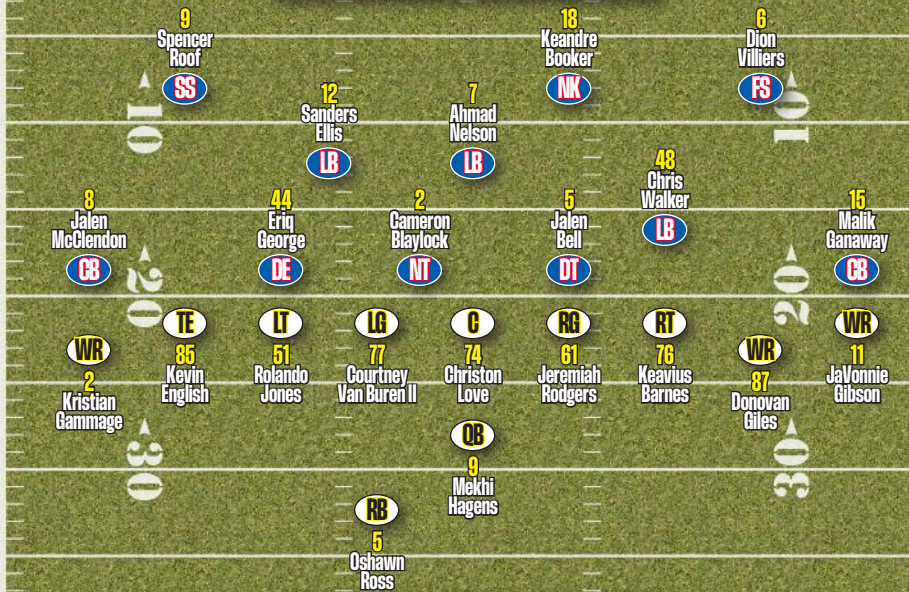 9
Spencer
Roof
SS
18
Keandre
Booker
NK
6
Dion
Villiers
FS
10
10
12
Sanders
Ellis
LB
7
Ahmad
Nelson
LB
48
Chris
Walker
LB
8
Jalen
McClendon
CB
44
Eriq
George
DE
2
Cameron
Blaylock
NT
5
Jalen
Bell
DT
15
Malik
Ganaway
CB
20
20
WR
2
Kristian
Gammage
TE
85
Kevin
English
LT
51
Rolando
Jones
LG
77
Courtney
Van Buren II
C
74
Christon
Love
RG
61
Jeremiah
Rodgers
RT
76
Keavius
Barnes
WR
87
Donovan
Giles
WR
11
JaVonnie
Gibson
30
30
QB
9
Mekhi
Hagens
RB
5
Oshawn
Ross